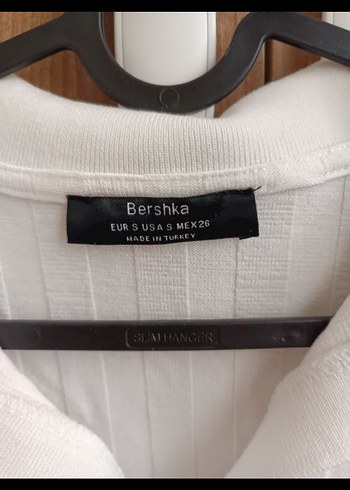 Bershka
EUR S USA S MEX 26
MADE IN TURKEY
SLIM HANGER